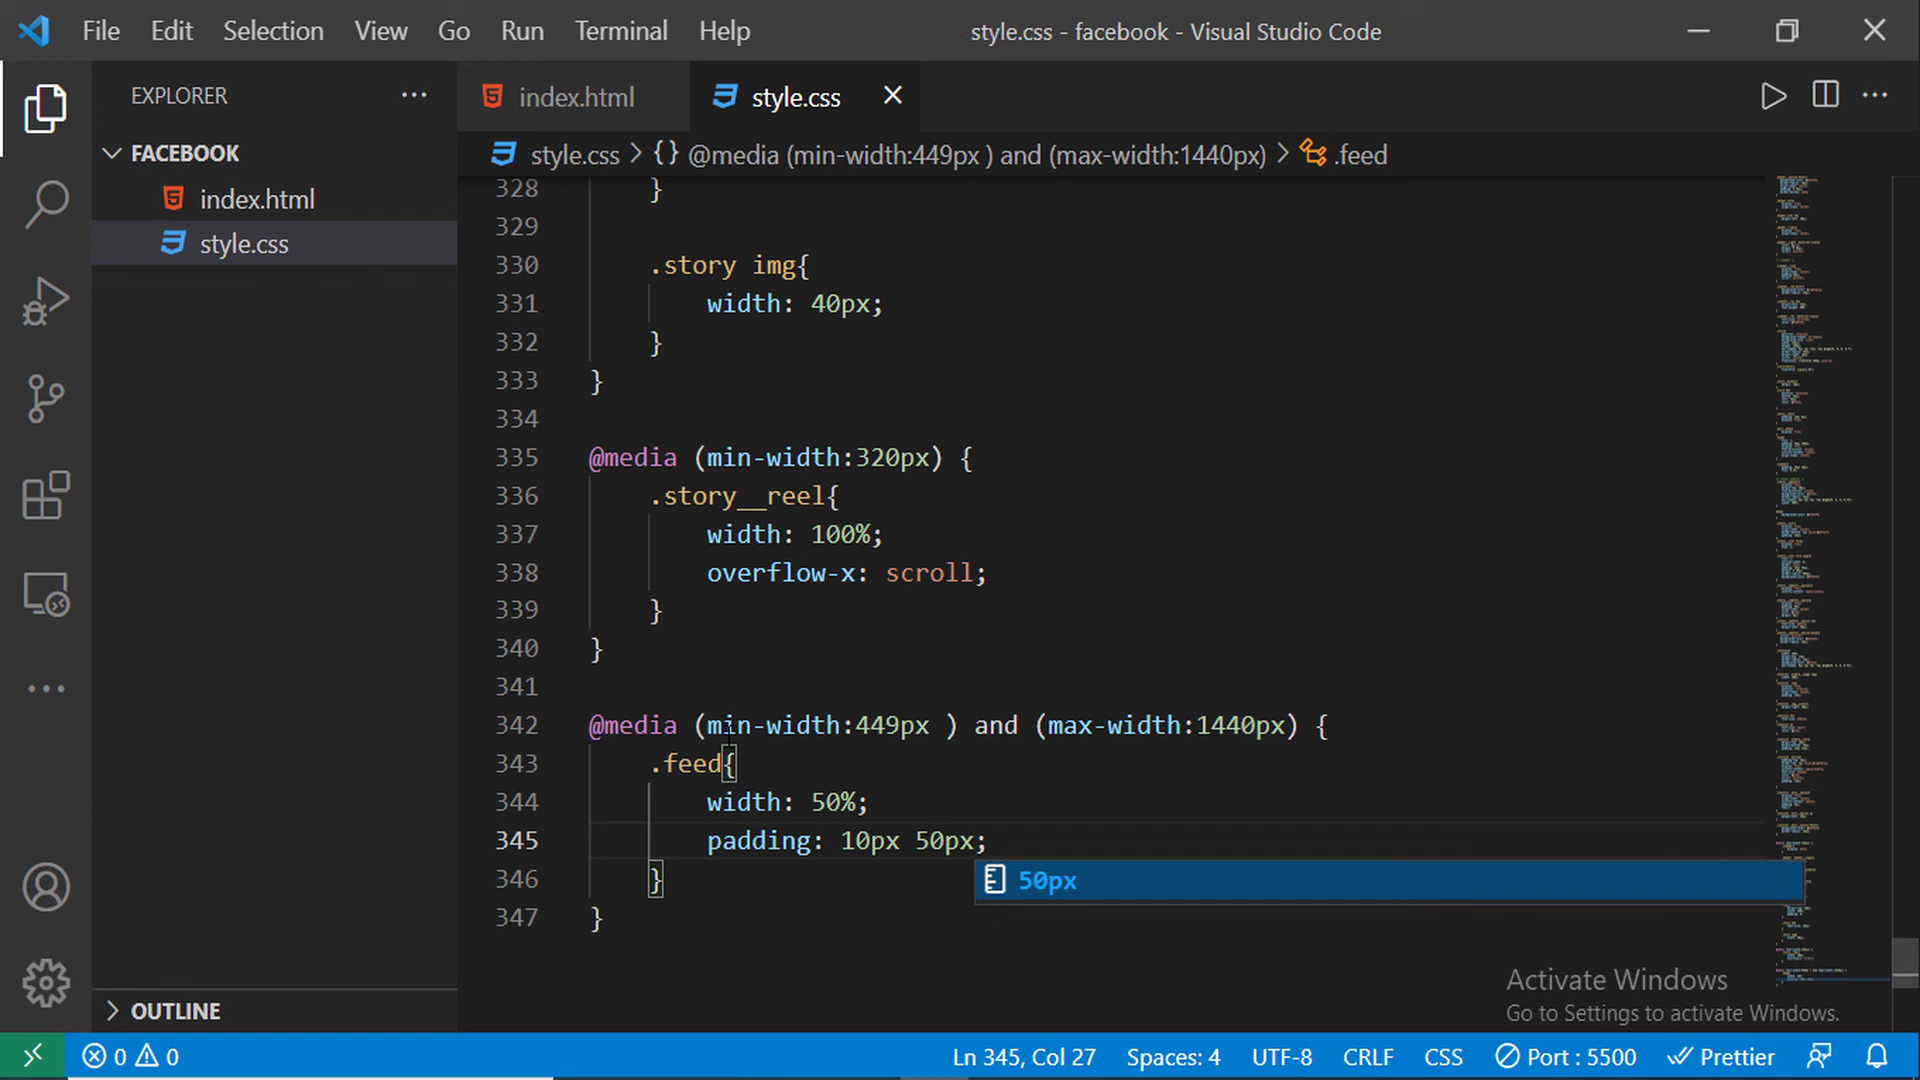 File Edit Selection View Go Run Terminal Help
style.css - facebook - Visual Studio Code
EXPLORER
FACEBOOK
index.html
style.css
OUTLINE
index.html
style.css
style.css > {} @media (min-width:449px ) and (max-width:1440px) > .feed
328 }
329
330 .story img{
331 width: 40px;
332 }
333 }
334
335 @media (min-width:320px) {
336 .story__reel{
337 width: 100%;
338 overflow-x: scroll;
339 }
340 }
341
342 @media (min-width:449px ) and (max-width:1440px) {
343 .feed{
344 width: 50%;
345 padding: 10px 50px;
346 }
50px
347 }
Activate Windows
Go to Settings to activate Windows.
0 0
Ln 345, Col 27 Spaces: 4 UTF-8 CRLF CSS Port : 5500 Prettier